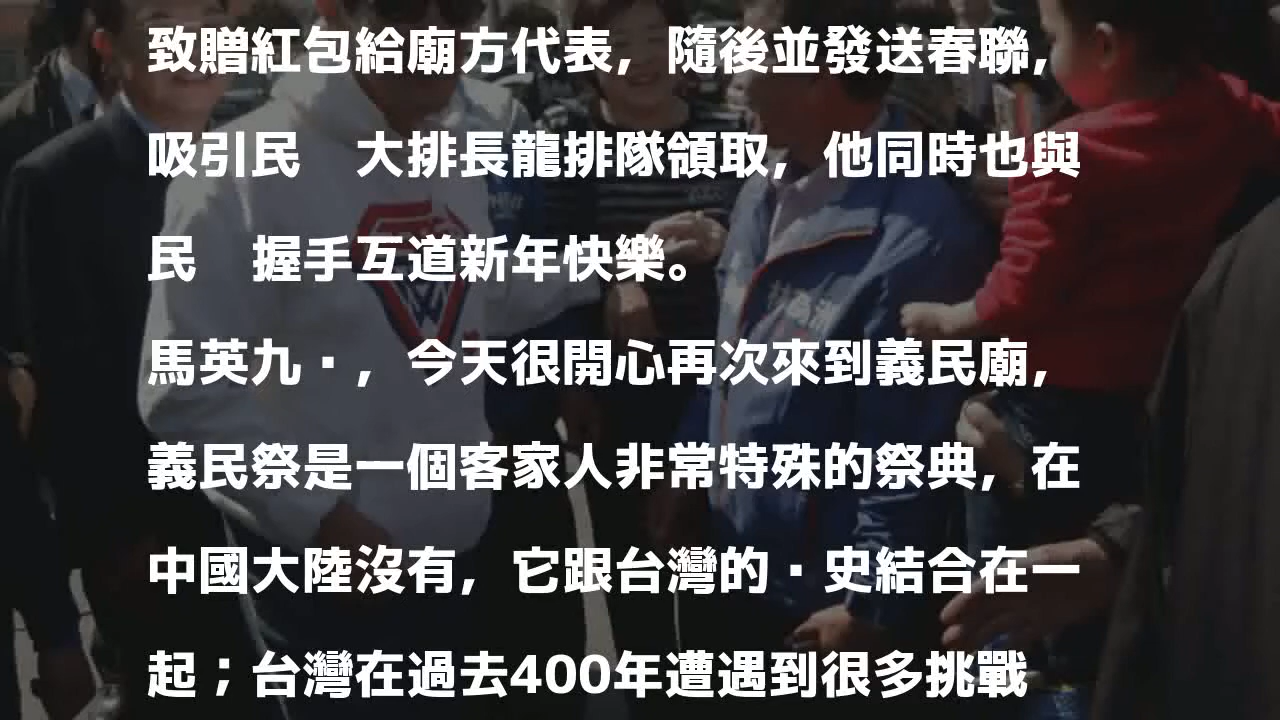 致贈紅包給廟方代表，隨後並發送春聯，
吸引民　大排長龍排隊領取，他同時也與
民　握手互道新年快樂。
馬英九·，今天很開心再次來到義民廟，
義民祭是一個客家人非常特殊的祭典，在
中國大陸沒有，它跟台灣的·史結合在一
起；台灣在過去400年遭遇到很多挑戰